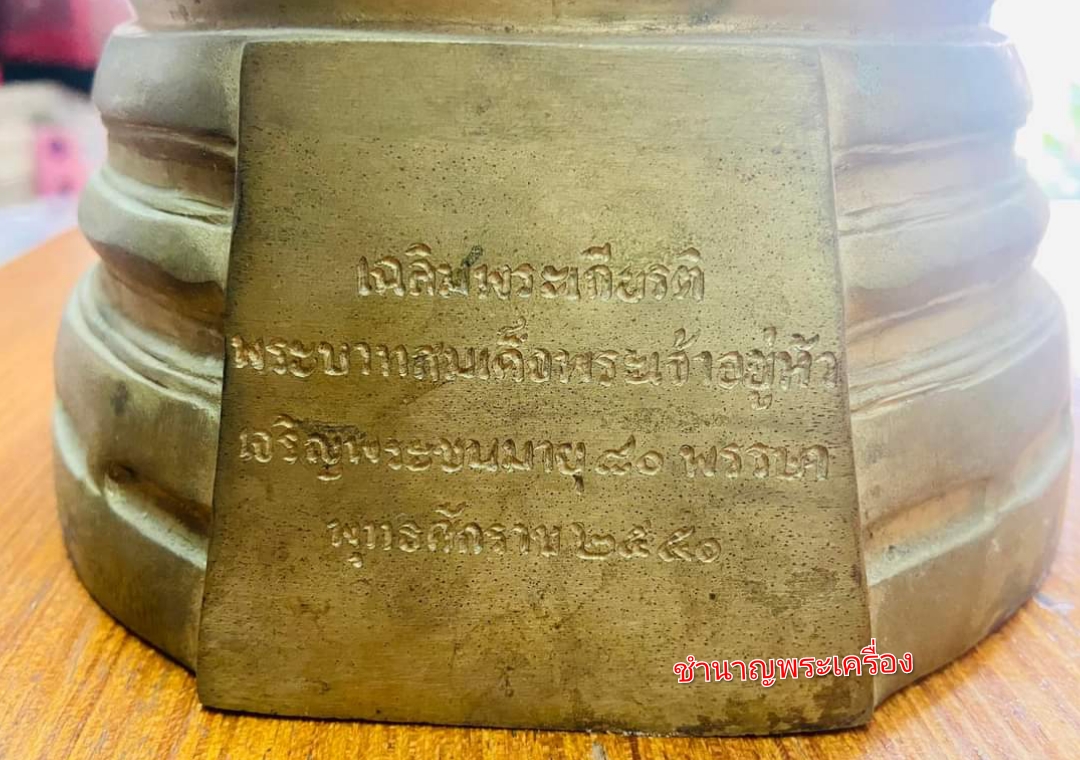 เฉลิมพระเกียรติ
พระบาทสมเด็จพระเจ้าอยู่หัว
เจริญพระชนมายุ ๘๐ พรรษา
พุทธศักราช ๒๕๕๐
ชำนาญพระเครื่อง